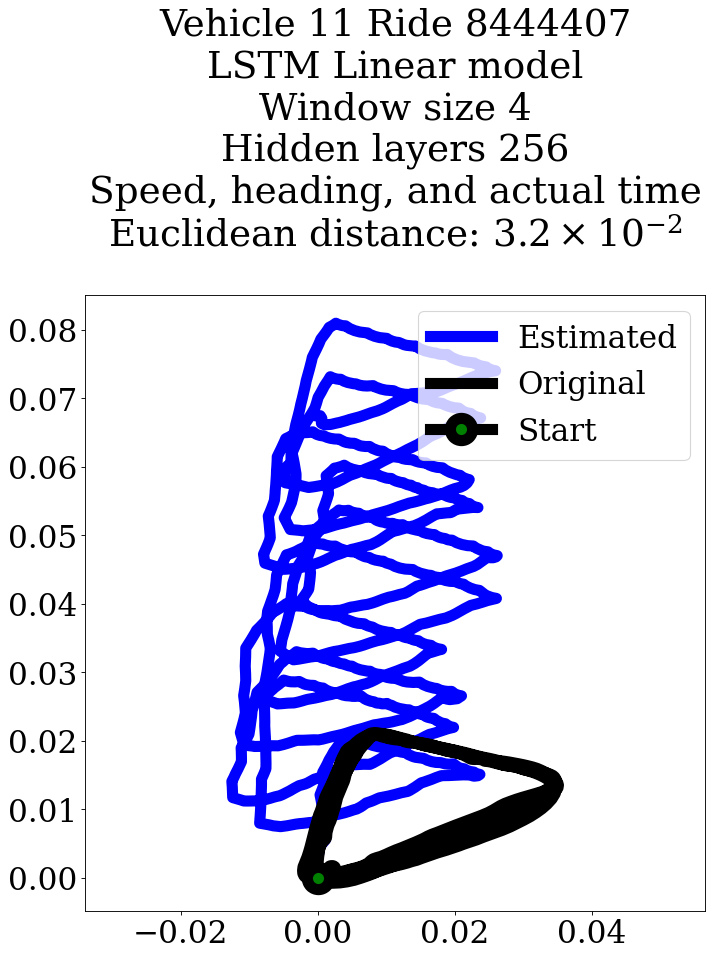 Vehicle 11 Ride 8444407
LSTM Linear model
Window size 4
Hidden layers 256
Speed, heading, and actual time
Euclidean distance: 3.2 × 10⁻²
Estimated
Original
Start
0.08
0.07
0.06
0.05
0.04
0.03
0.02
0.01
0.00
−0.02 0.00 0.02 0.04